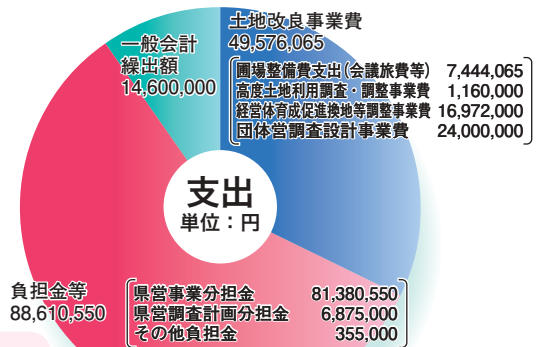 土地改良事業費
49,576,065
圃場整備費支出(会議旅費等) 7,444,065
高度土地利用調査・調整事業費 1,160,000
経営体育成促進換地等調整事業費 16,972,000
団体営調査設計事業費 24,000,000
一般会計
繰出額
14,600,000
支出
単位：円
負担金等
88,610,550
県営事業分担金 81,380,550
県営調査計画分担金 6,875,000
その他負担金 355,000